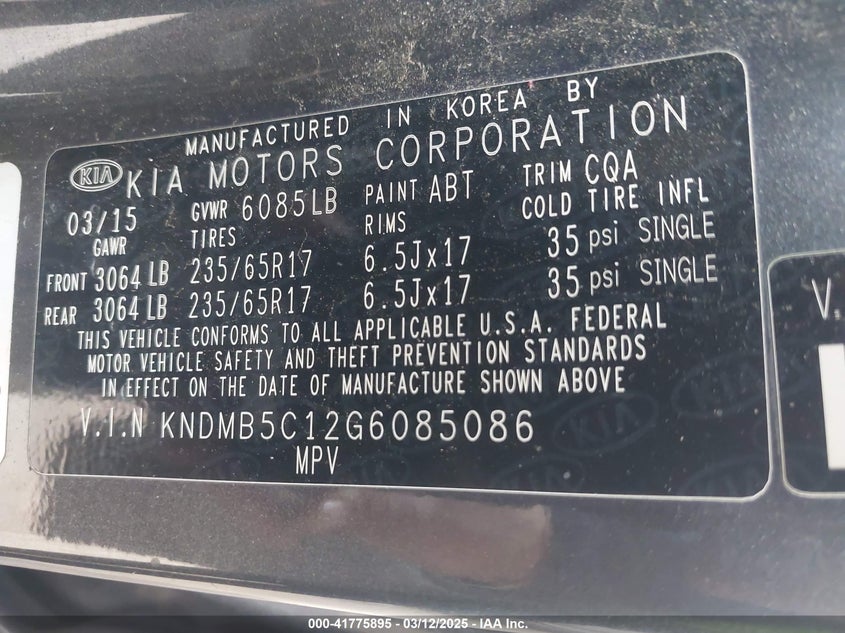 MANUFACTURED IN KOREA BY
KIA KIA MOTORS CORPORATION
03/15 GVWR 6085LB PAINT ABT TRIM CQA
GAWR TIRES RIMS COLD TIRE INFL
FRONT 3064 LB 235/65R17 6.5Jx17 35 psi SINGLE
REAR 3064 LB 235/65R17 6.5Jx17 35 psi SINGLE
THIS VEHICLE CONFORMS TO ALL APPLICABLE U.S.A. FEDERAL
MOTOR VEHICLE SAFETY AND THEFT PREVENTION STANDARDS
IN EFFECT ON THE DATE OF MANUFACTURE SHOWN ABOVE
V.I.N KNDMB5C12G6085086
MPV
V.
000-41775895 - 03/12/2025 - IAA Inc.